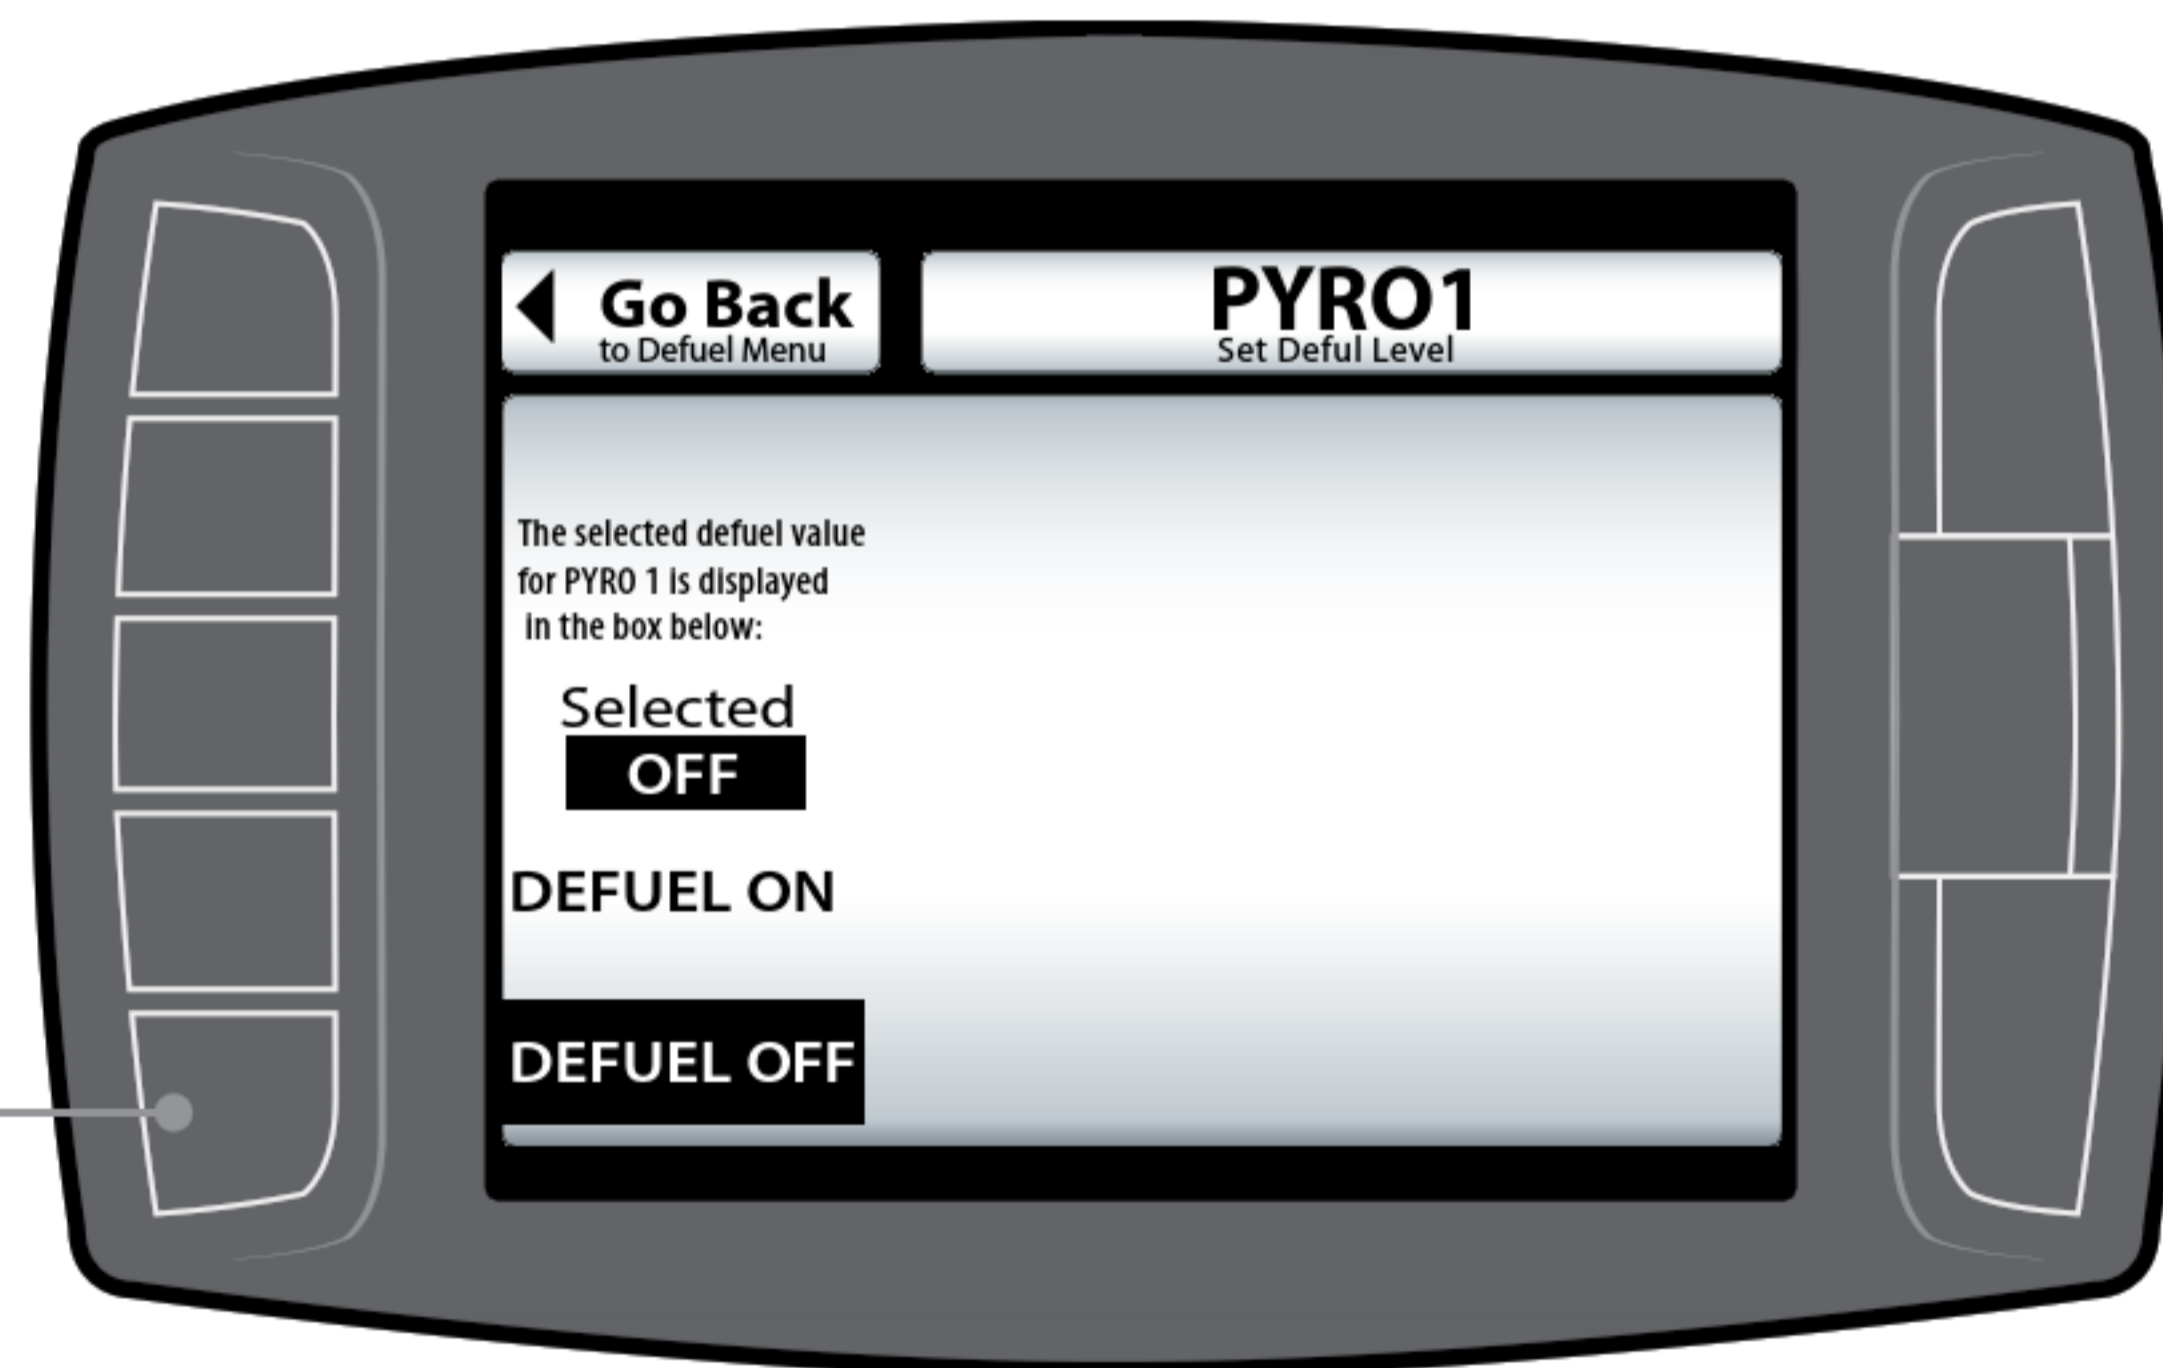 Go Back
to Defuel Menu
PYRO1
Set Deful Level
The selected defuel value
for PYRO 1 is displayed
in the box below:
Selected
OFF
DEFUEL ON
DEFUEL OFF